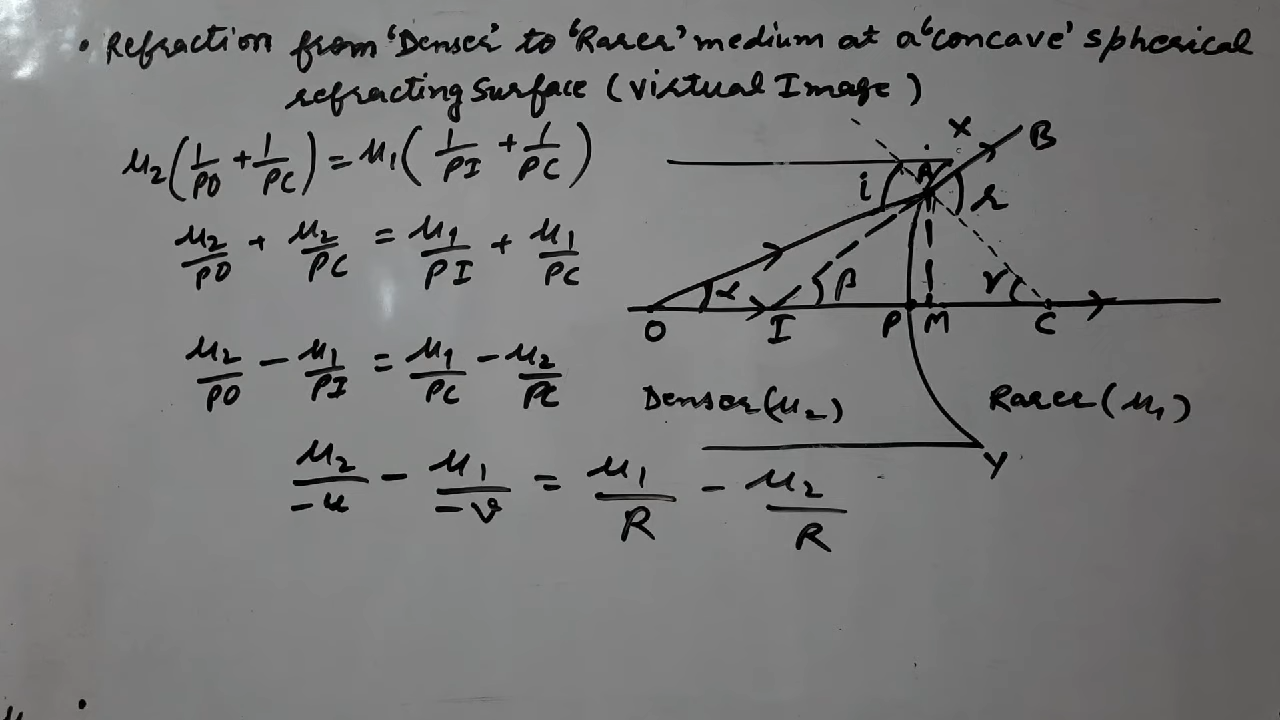 • Refraction from 'Denser' to 'Rarer' medium at a 'concave' spherical
refracting surface (virtual Image)
μ₂(1/PO + 1/PC) = μ₁(1/PI + 1/PC)
μ₂/PO + μ₂/PC = μ₁/PI + μ₁/PC
μ₂/PO - μ₁/PI = μ₁/PC - μ₂/PC
μ₂/-u - μ₁/-v = μ₁/R - μ₂/R
X
B
A
i
r
α
β
γ
O
I
P
M
C
Densor (μ₂)
Rarer (μ₁)
Y